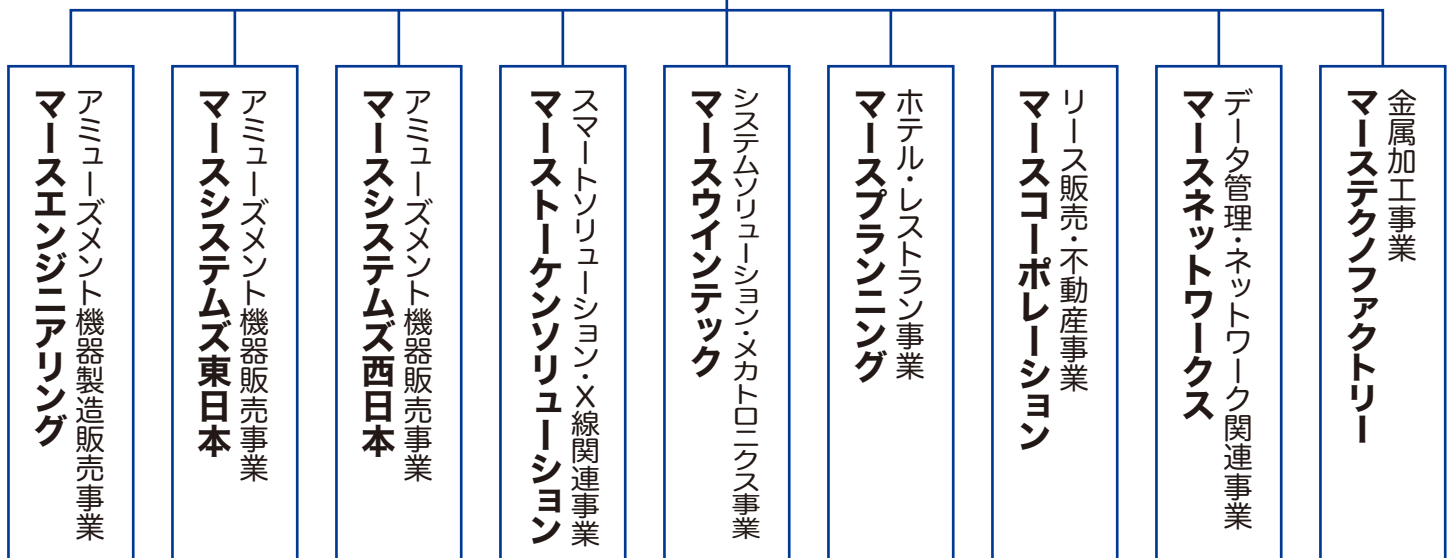 アミューズメント機器製造販売事業
マースエンジニアリング
アミューズメント機器販売事業
マースシステムズ東日本
アミューズメント機器販売事業
マースシステムズ西日本
スマートソリューション・X線関連事業
マーストーケンソリューション
システムソリューション・メカトロニクス事業
マースウインテック
ホテル・レストラン事業
マースプランニング
リース販売・不動産事業
マースコーポレーション
データ管理・ネットワーク関連事業
マースネットワークス
金属加工事業
マーステクノファクトリー